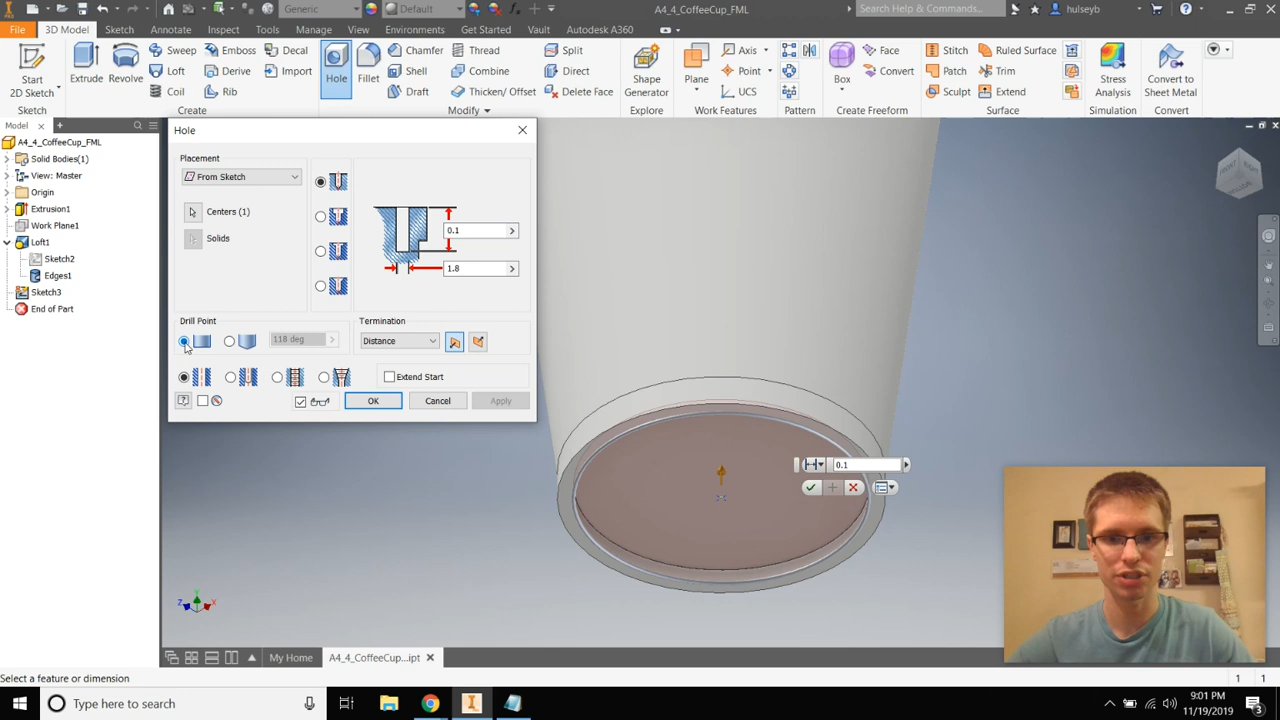 Generic
Default
A4_4_CoffeeCup_FML
Search Help & Commands...
hulseyb
File
3D Model
Sketch
Annotate
Inspect
Tools
Manage
View
Environments
Get Started
Vault
Autodesk A360
Start
2D Sketch
Extrude
Revolve
Sweep
Loft
Coil
Emboss
Derive
Rib
Decal
Import
Hole
Fillet
Chamfer
Shell
Draft
Thread
Combine
Thicken/ Offset
Split
Direct
Delete Face
Shape
Generator
Plane
Axis
Point
UCS
Box
Face
Convert
Stitch
Patch
Sculpt
Ruled Surface
Trim
Extend
Stress
Analysis
Convert to
Sheet Metal
Sketch
Create
Modify
Explore
Work Features
Pattern
Create Freeform
Surface
Simulation
Convert
Model
A4_4_CoffeeCup_FML
Solid Bodies(1)
View: Master
Origin
Extrusion1
Work Plane1
Loft1
Sketch2
Edges1
Sketch3
End of Part
Hole
Placement
From Sketch
Centers (1)
Solids
0.1
1.8
Drill Point
118 deg
Termination
Distance
Extend Start
OK
Cancel
Apply
0.1
Z
Y
X
My Home
A4_4_CoffeeCup...ipt
Select a feature or dimension
1
1
Type here to search
9:01 PM
11/19/2019
3